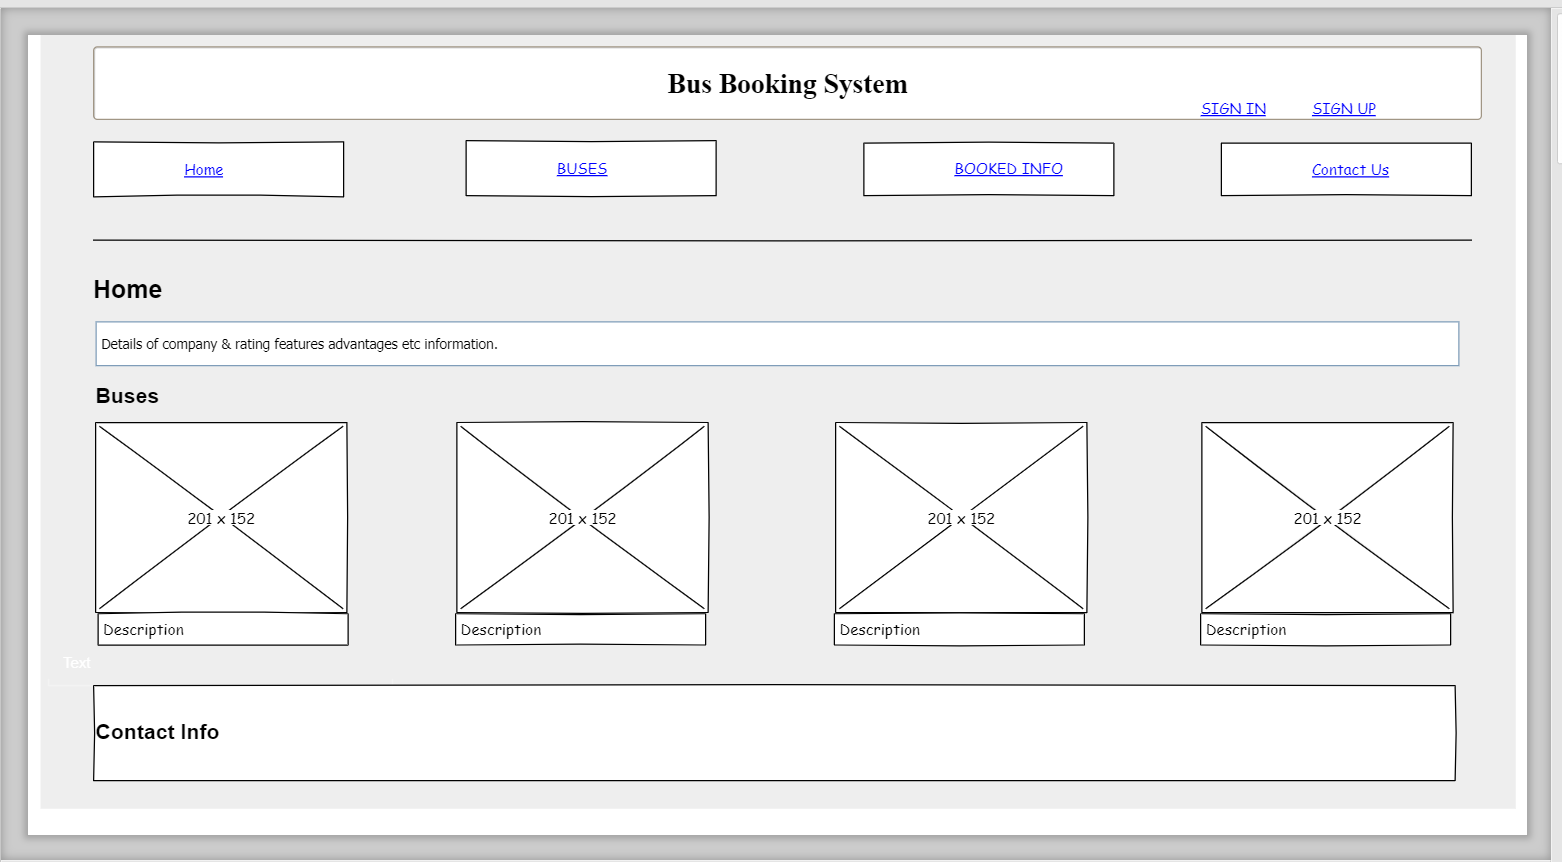 Bus Booking System
SIGN IN SIGN UP
Home BUSES BOOKED INFO Contact Us
Home
Details of company & rating features advantages etc information.
Buses
201 x 152 201 x 152 201 x 152 201 x 152
Description Description Description Description
Text
Contact Info